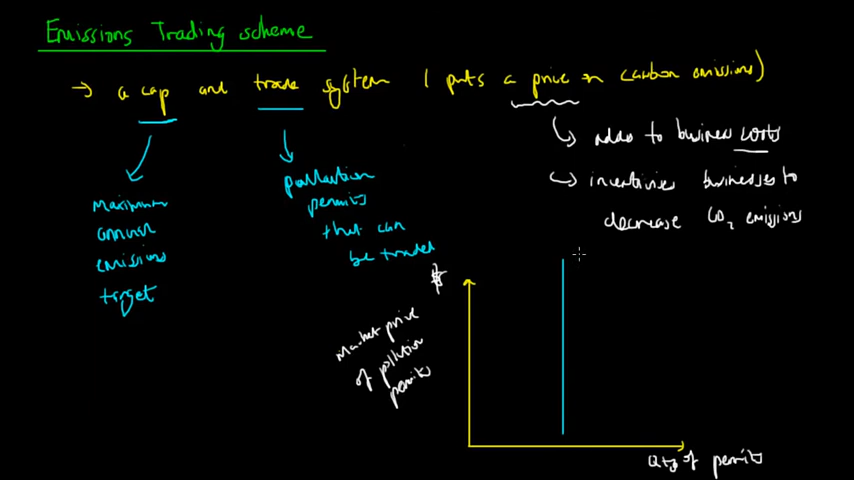 Emissions Trading scheme
→ a cap and trade system ( puts a price on carbon emissions)
↳ adds to business costs
↳ incentivises businesses to
decrease CO₂ emissions
Maximum
annual
emissions
target
pollution
permits
that can
be traded
$
Market price
of pollution
permits
Qty of permits